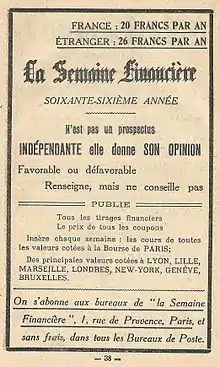 FRANCE : 20 FRANCS PAR AN
ÉTRANGER : 26 FRANCS PAR AN
La Semaine Financière
SOIXANTE-SIXIÈME ANNÉE
N'est pas un prospectus
INDÉPENDANTE elle donne SON OPINION
Favorable ou défavorable
Renseigne, mais ne conseille pas
PUBLIE
Tous les tirages financiers
Le prix de tous les coupons
Insère chaque semaine : les cours de toutes
les valeurs cotées à la Bourse de PARIS;
Des principales valeurs cotées à LYON, LILLE,
MARSEILLE, LONDRES, NEW-YORK, GENÈVE,
BRUXELLES.
On s'abonne aux bureaux de "la Semaine
Financière", 1, rue de Provence, Paris, et
sans frais, dans tous les Bureaux de Poste.
— 38 —